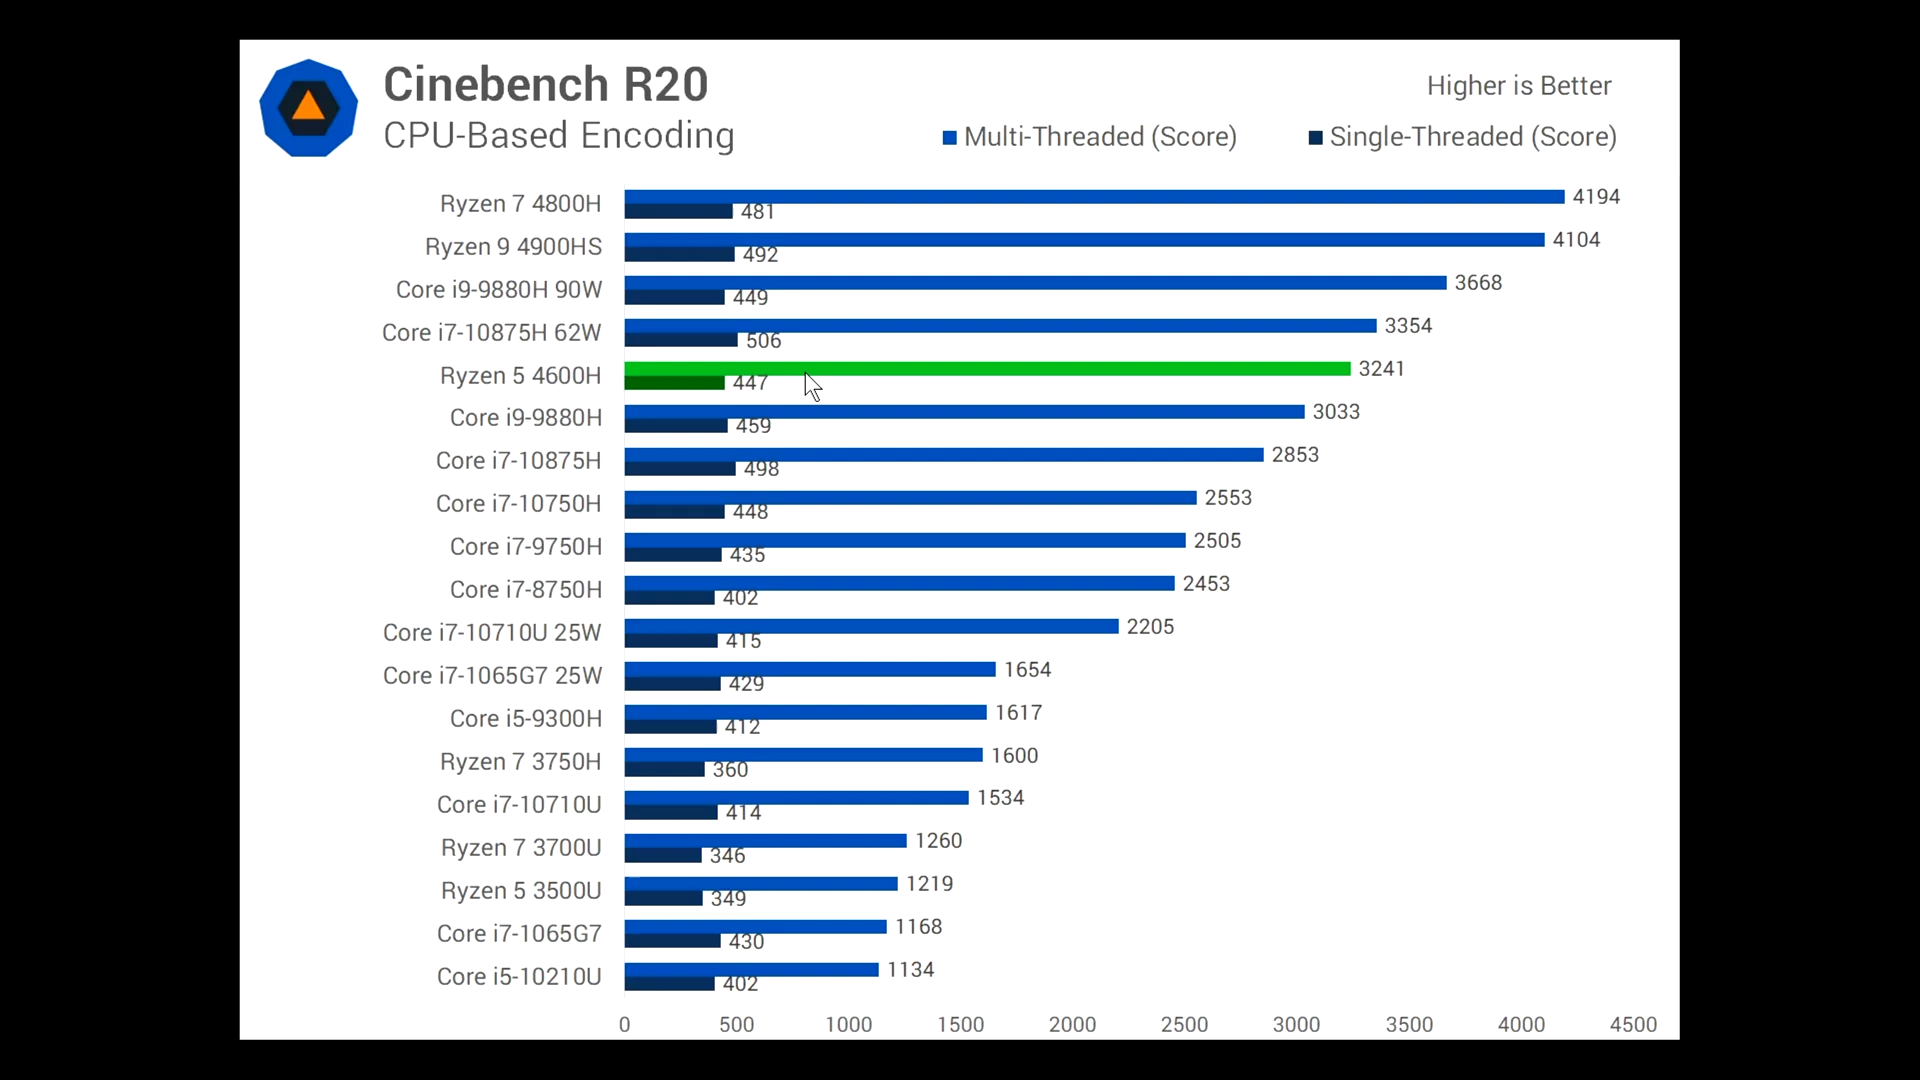 Cinebench R20
Higher is Better
CPU-Based Encoding
Multi-Threaded (Score) Single-Threaded (Score)
Ryzen 7 4800H 4194
481
Ryzen 9 4900HS 4104
492
Core i9-9880H 90W 3668
449
Core i7-10875H 62W 3354
506
Ryzen 5 4600H 3241
447
Core i9-9880H 3033
459
Core i7-10875H 2853
498
Core i7-10750H 2553
448
Core i7-9750H 2505
435
Core i7-8750H 2453
402
Core i7-10710U 25W 2205
415
Core i7-1065G7 25W 1654
429
Core i5-9300H 1617
412
Ryzen 7 3750H 1600
360
Core i7-10710U 1534
414
Ryzen 7 3700U 1260
346
Ryzen 5 3500U 1219
349
Core i7-1065G7 1168
430
Core i5-10210U 1134
402
0 500 1000 1500 2000 2500 3000 3500 4000 4500